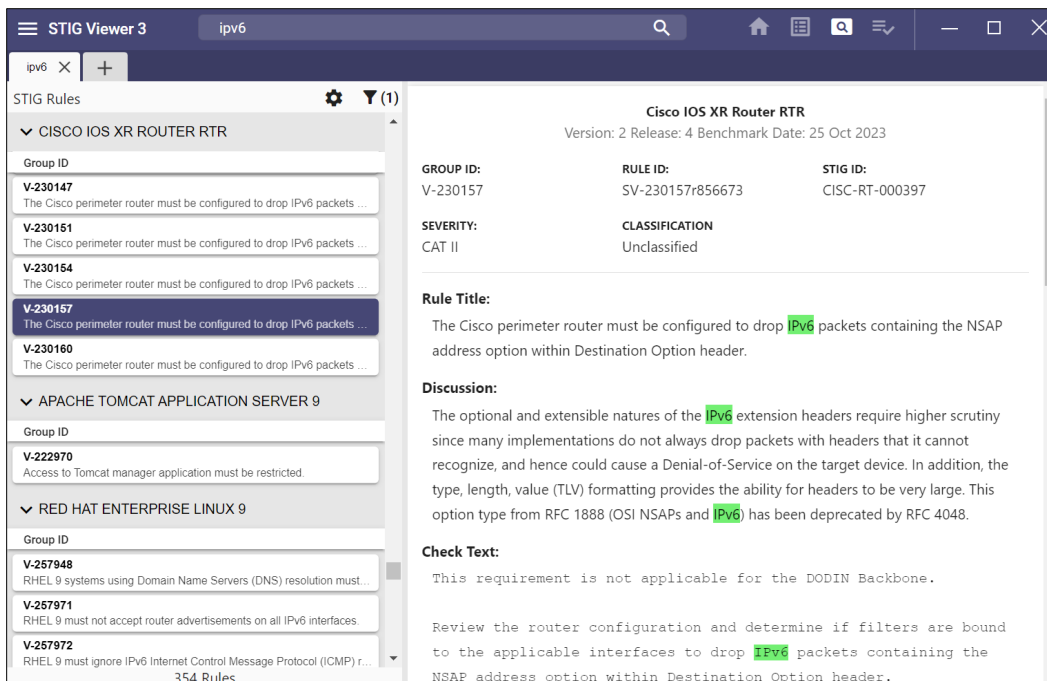 STIG Viewer 3
ipv6
ipv6
STIG Rules
(1)
CISCO IOS XR ROUTER RTR
Group ID
V-230147
The Cisco perimeter router must be configured to drop IPv6 packets ...
V-230151
The Cisco perimeter router must be configured to drop IPv6 packets ...
V-230154
The Cisco perimeter router must be configured to drop IPv6 packets ...
V-230157
The Cisco perimeter router must be configured to drop IPv6 packets ...
V-230160
The Cisco perimeter router must be configured to drop IPv6 packets ...
APACHE TOMCAT APPLICATION SERVER 9
Group ID
V-222970
Access to Tomcat manager application must be restricted.
RED HAT ENTERPRISE LINUX 9
Group ID
V-257948
RHEL 9 systems using Domain Name Servers (DNS) resolution must...
V-257971
RHEL 9 must not accept router advertisements on all IPv6 interfaces.
V-257972
RHEL 9 must ignore IPv6 Internet Control Message Protocol (ICMP) r...
354 Rules
Cisco IOS XR Router RTR
Version: 2 Release: 4 Benchmark Date: 25 Oct 2023
GROUP ID: RULE ID: STIG ID:
V-230157 SV-230157r856673 CISC-RT-000397
SEVERITY: CLASSIFICATION
CAT II Unclassified
Rule Title:
The Cisco perimeter router must be configured to drop IPv6 packets containing the NSAP
address option within Destination Option header.
Discussion:
The optional and extensible natures of the IPv6 extension headers require higher scrutiny
since many implementations do not always drop packets with headers that it cannot
recognize, and hence could cause a Denial-of-Service on the target device. In addition, the
type, length, value (TLV) formatting provides the ability for headers to be very large. This
option type from RFC 1888 (OSI NSAPs and IPv6) has been deprecated by RFC 4048.
Check Text:
This requirement is not applicable for the DODIN Backbone.
Review the router configuration and determine if filters are bound
to the applicable interfaces to drop IPv6 packets containing the
NSAP address option within Destination Option header.